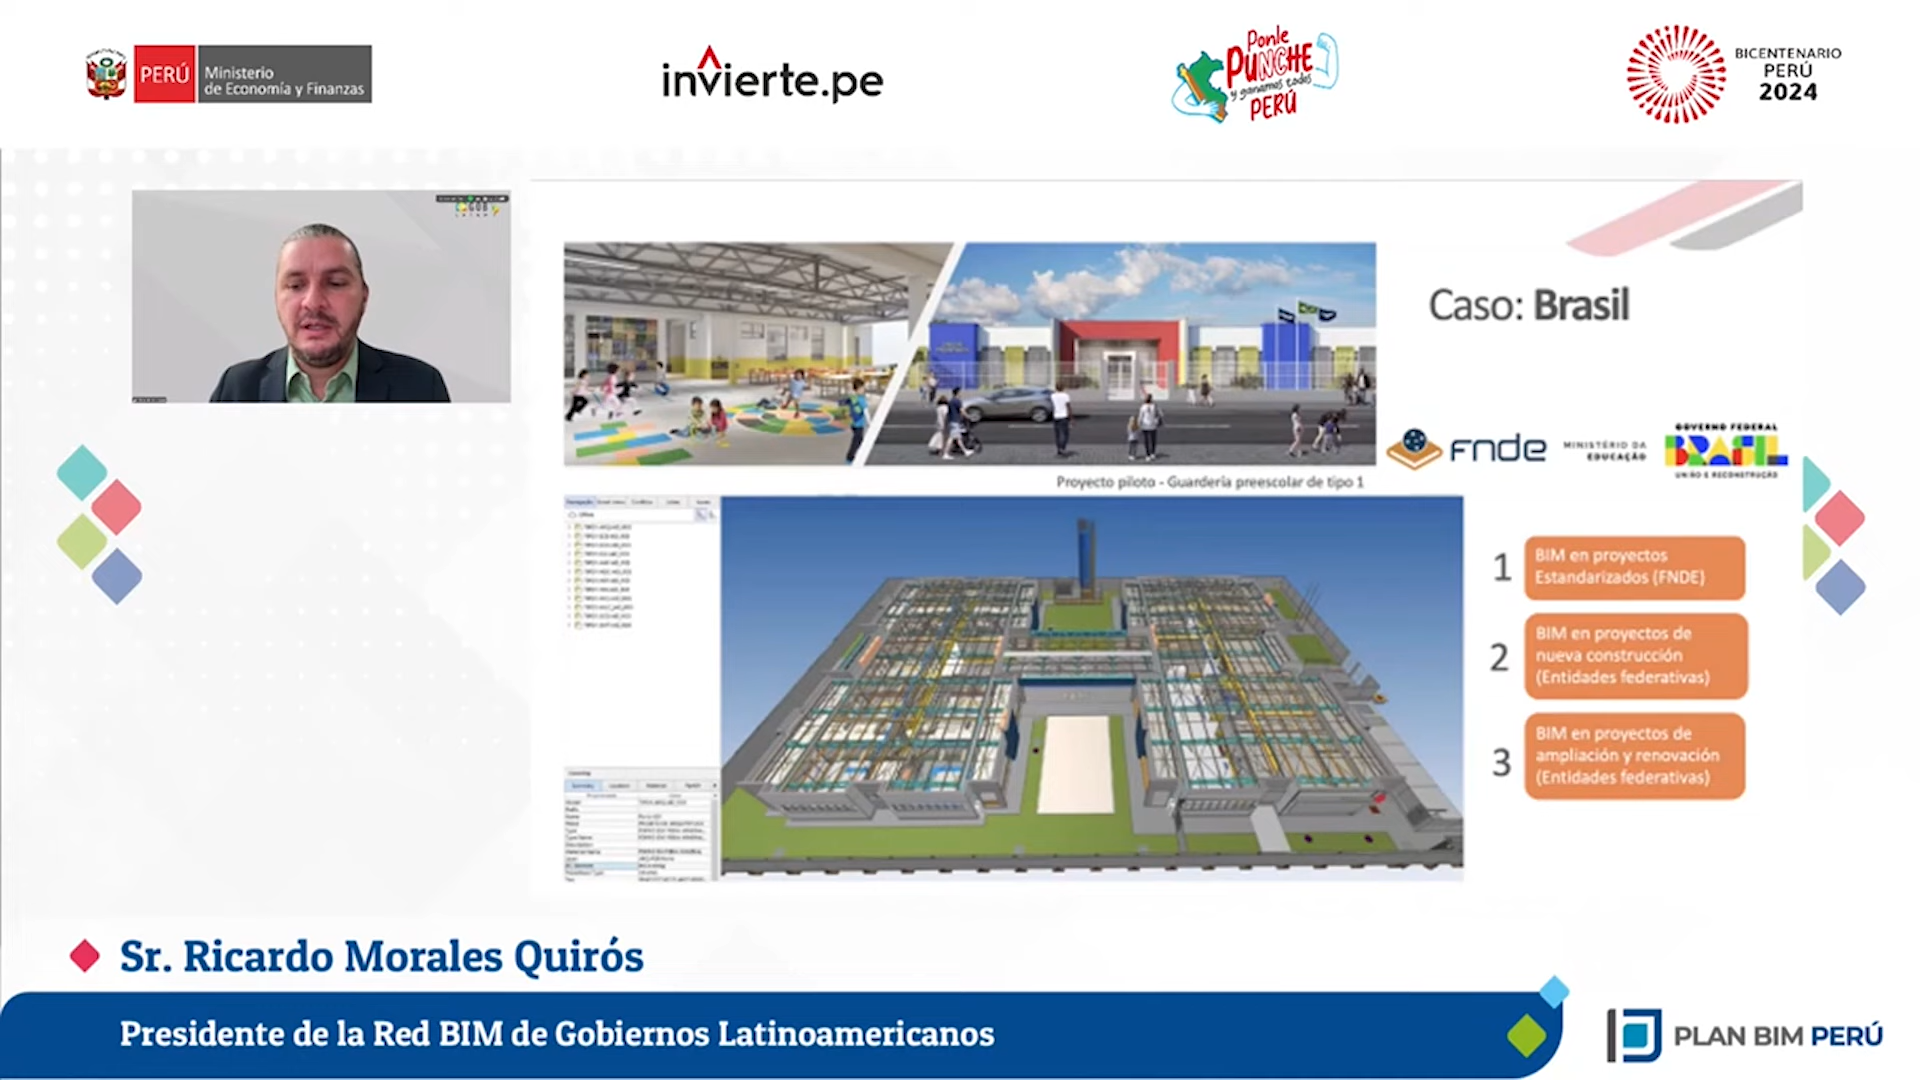 PERÚ
Ministerio
de Economía y Finanzas
invierte.pe
Ponle
PUNCHE
y ganamos todos
PERÚ
BICENTENARIO
PERÚ
2024
Caso: Brasil
fnde
MINISTÉRIO DA
EDUCAÇÃO
GOVERNO FEDERAL
BRASIL
UNIÃO E RECONSTRUÇÃO
Proyecto piloto - Guardería preescolar de tipo 1
1
BIM en proyectos
Estandarizados (FNDE)
2
BIM en proyectos de
nueva construcción
(Entidades federativas)
3
BIM en proyectos de
ampliación y renovación
(Entidades federativas)
Sr. Ricardo Morales Quirós
Presidente de la Red BIM de Gobiernos Latinoamericanos
PLAN BIM PERÚ